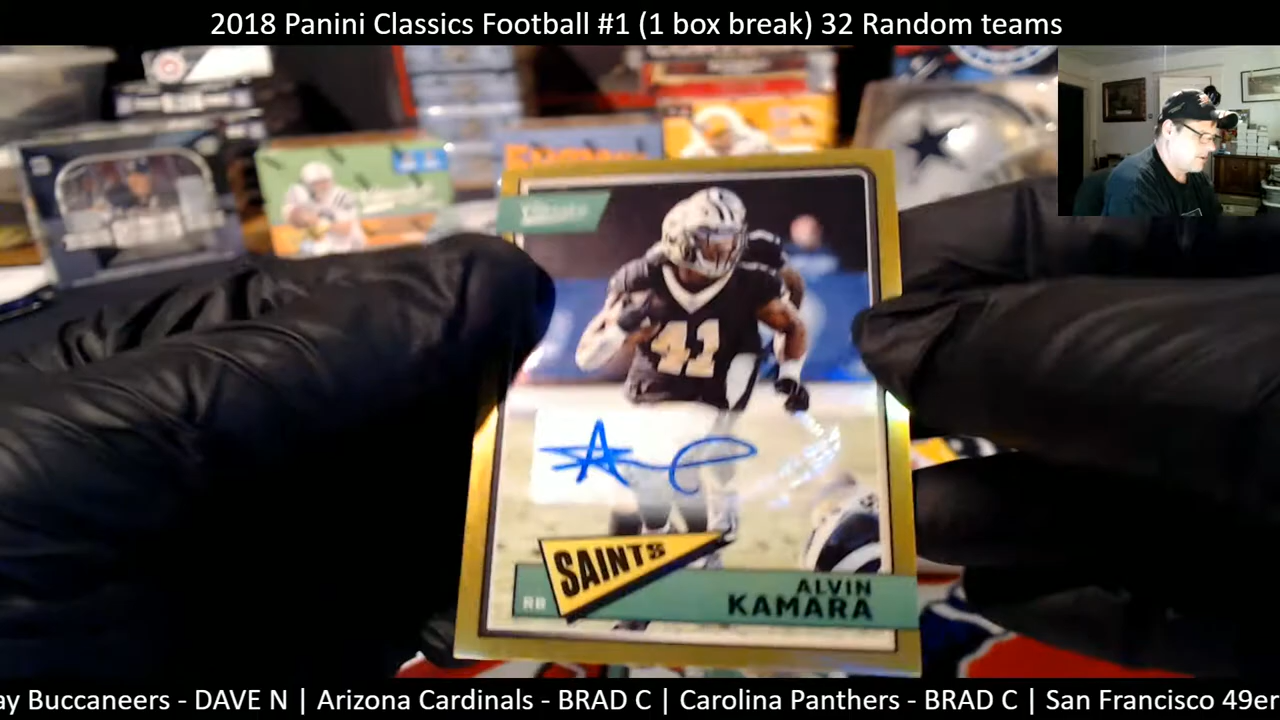 2018 Panini Classics Football #1 (1 box break) 32 Random teams
41
SAINTS
RB
ALVIN
KAMARA
ay Buccaneers - DAVE N | Arizona Cardinals - BRAD C | Carolina Panthers - BRAD C | San Francisco 49er